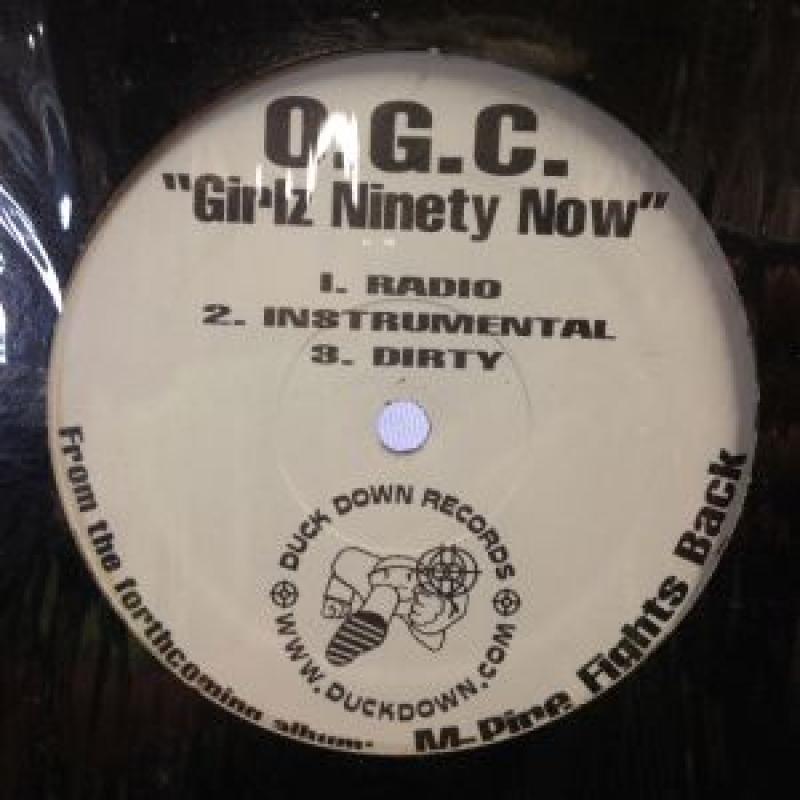 O.G.C.
"Girlz Ninety Now"
1. RADIO
2. INSTRUMENTAL
3. DIRTY
DUCK DOWN RECORDS
WWW.DUCKDOWN.COM
From the forthcoming album: M-Pire Fights Back